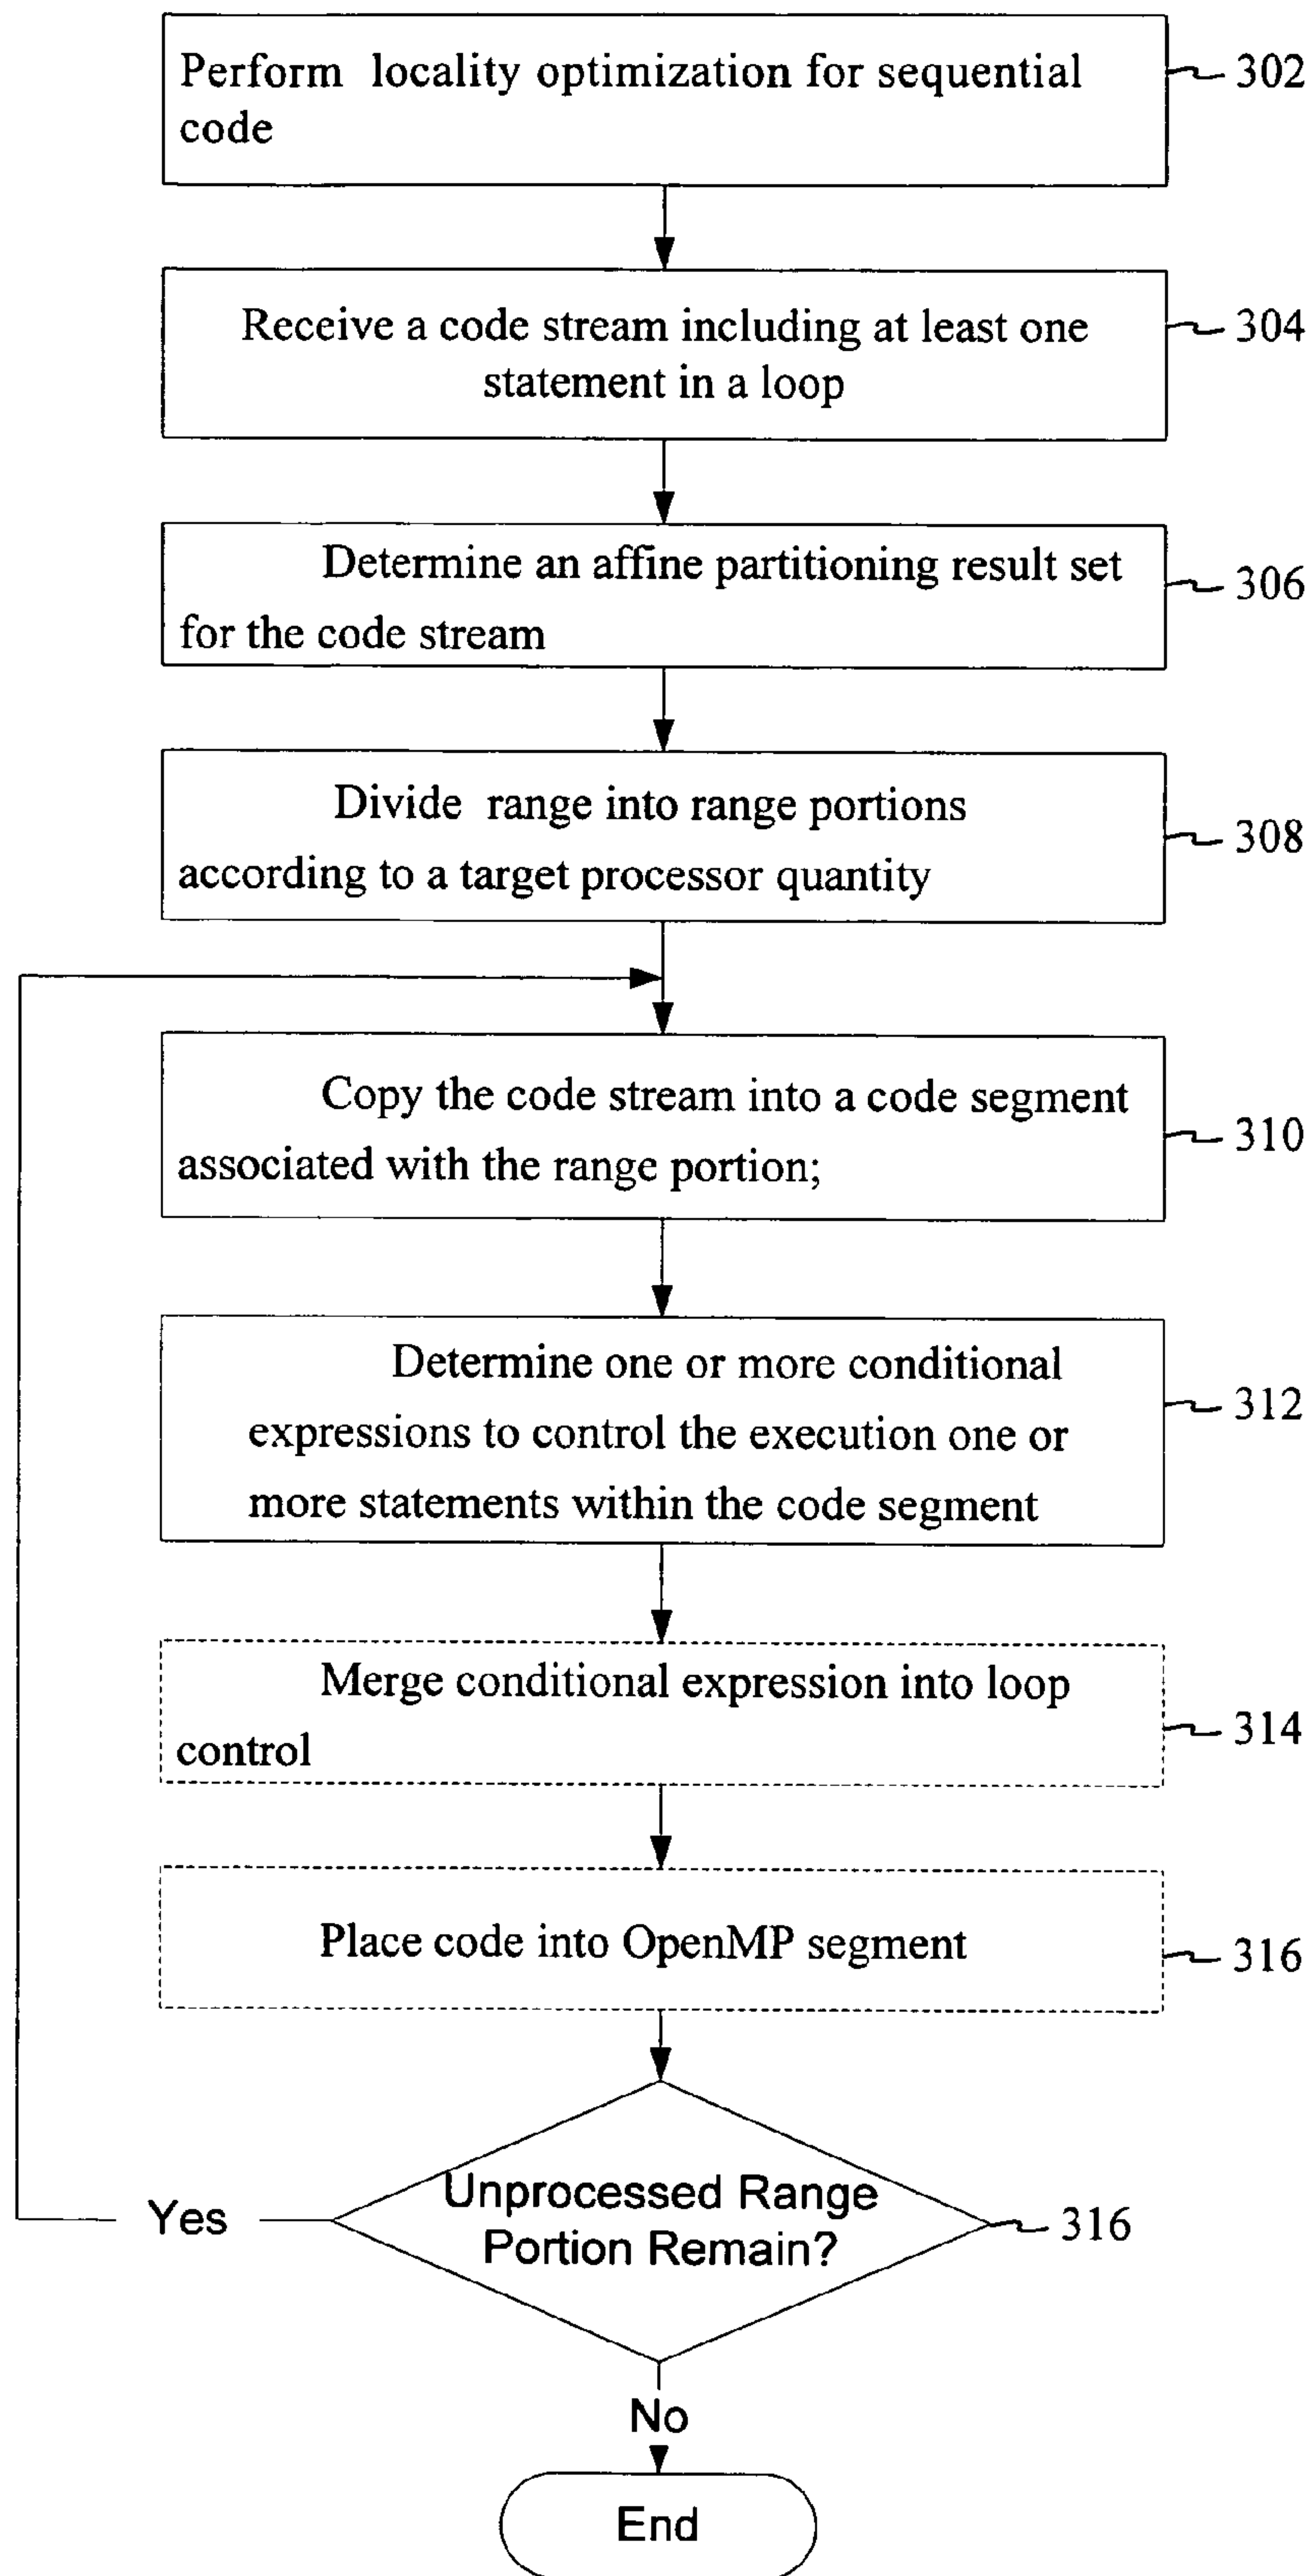 Perform locality optimization for sequential
code
302
Receive a code stream including at least one
statement in a loop
304
Determine an affine partitioning result set
for the code stream
306
Divide range into range portions
according to a target processor quantity
308
Copy the code stream into a code segment
associated with the range portion;
310
Determine one or more conditional
expressions to control the execution one or
more statements within the code segment
312
Merge conditional expression into loop
control
314
Place code into OpenMP segment
316
Unprocessed Range
Portion Remain?
316
Yes
No
End